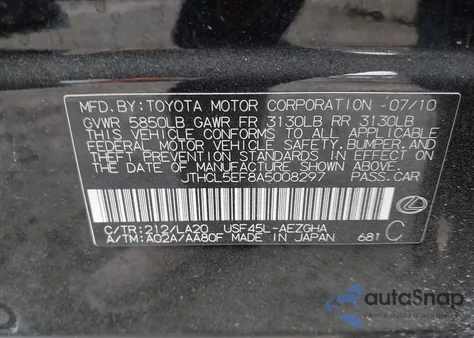 MFD. BY: TOYOTA MOTOR CORPORATION -07/10
GVWR 5850LB GAWR FR 3130LB RR 3130LB
THIS VEHICLE CONFORMS TO ALL APPLICABLE
FEDERAL MOTOR VEHICLE SAFETY, BUMPER, AND
THEFT PREVENTION STANDARDS IN EFFECT ON
THE DATE OF MANUFACTURE SHOWN ABOVE.
JTHCL5EF8A5008297 PASS. CAR
C/TR: 212/LA20 USF45L-AEZGHA
A/TM: A02A/AA80F MADE IN JAPAN 681 C
autoSnap